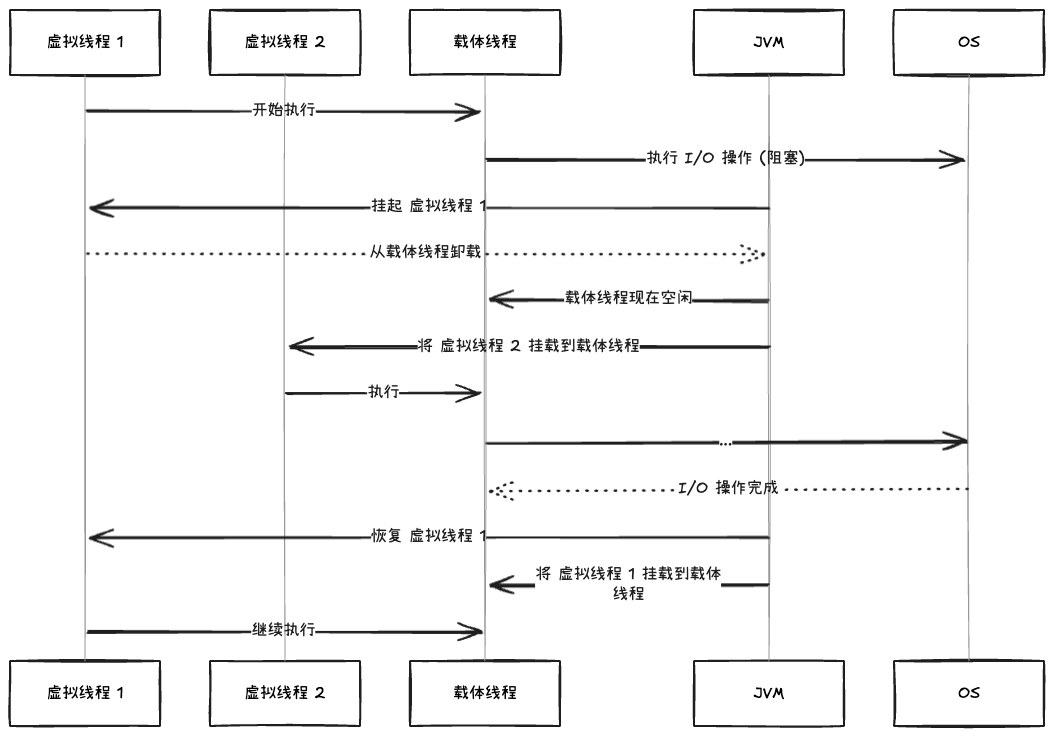 虚拟线程 1
虚拟线程 2
载体线程
JVM
OS
开始执行
执行 I/O 操作 (阻塞)
挂起 虚拟线程 1
从载体线程卸载
载体线程现在空闲
将 虚拟线程 2 挂载到载体线程
执行
...
I/O 操作完成
恢复 虚拟线程 1
将 虚拟线程 1 挂载到载体
线程
继续执行
虚拟线程 1
虚拟线程 2
载体线程
JVM
OS